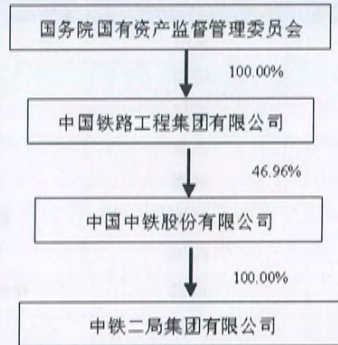 国务院国有资产监督管理委员会
100.00%
中国铁路工程集团有限公司
46.96%
中国中铁股份有限公司
100.00%
中铁二局集团有限公司